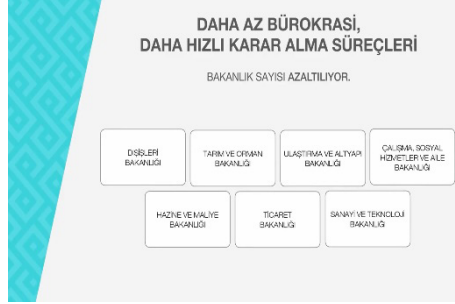 DAHA AZ BÜROKRASİ,
DAHA HIZLI KARAR ALMA SÜREÇLERİ
BAKANLIK SAYISI AZALTILIYOR.
DIŞİŞLERİ
BAKANLIĞI
TARIM VE ORMAN
BAKANLIĞI
ULAŞTIRMA VE ALTYAPI
BAKANLIĞI
ÇALIŞMA, SOSYAL
HİZMETLER VE AİLE
BAKANLIĞI
HAZİNE VE MALİYE
BAKANLIĞI
TİCARET
BAKANLIĞI
SANAYİ VE TEKNOLOJİ
BAKANLIĞI